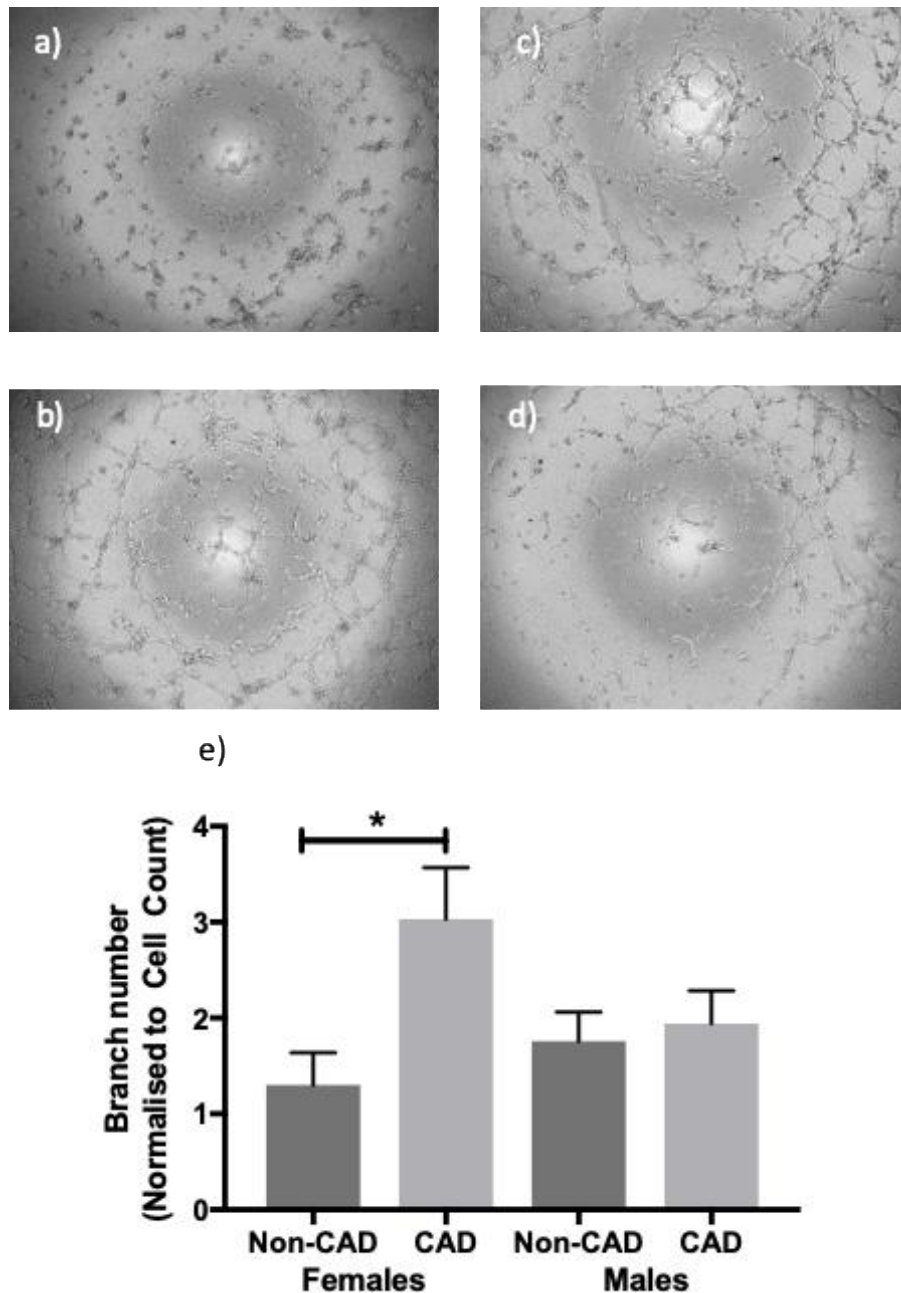 a)
c)
b)
d)
e)
*
4
3
2
1
0
Branch number
(Normalised to Cell Count)
Non-CAD CAD Non-CAD CAD
Females Males